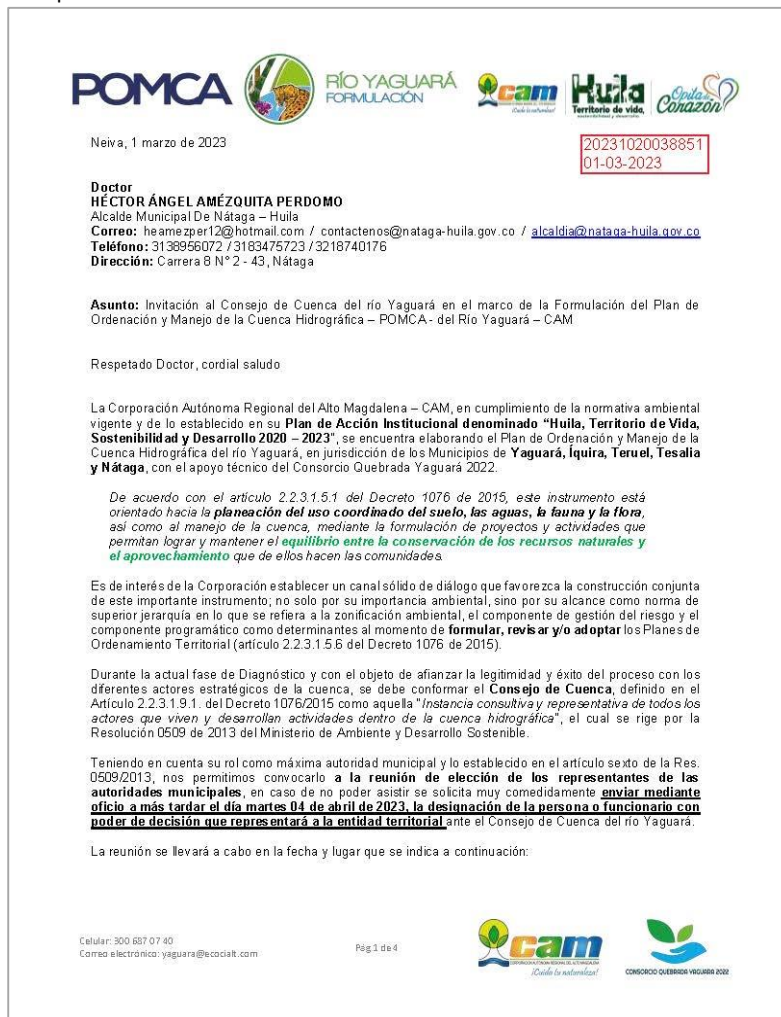 POMCA
RÍO YAGUARÁ
FORMULACIÓN
cam
¡Cuida tu naturaleza!
Huila
Territorio de vida,
sostenibilidad y desarrollo
Opita de
Corazón
Neiva, 1 marzo de 2023
20231020038851
01-03-2023
Doctor
HÉCTOR ÁNGEL AMÉZQUITA PERDOMO
Alcalde Municipal De Nátaga – Huila
Correo: heamezper12@hotmail.com / contactenos@nataga-huila.gov.co / alcaldia@nataga-huila.gov.co
Teléfono: 3138956072 / 3183475723 / 3218740176
Dirección: Carrera 8 N° 2 - 43, Nátaga
Asunto: Invitación al Consejo de Cuenca del río Yaguará en el marco de la Formulación del Plan de
Ordenación y Manejo de la Cuenca Hidrográfica – POMCA - del Río Yaguará – CAM
Respetado Doctor, cordial saludo
La Corporación Autónoma Regional del Alto Magdalena – CAM, en cumplimiento de la normativa ambiental
vigente y de lo establecido en su Plan de Acción Institucional denominado “Huila, Territorio de Vida,
Sostenibilidad y Desarrollo 2020 – 2023”, se encuentra elaborando el Plan de Ordenación y Manejo de la
Cuenca Hidrográfica del río Yaguará, en jurisdicción de los Municipios de Yaguará, Íquira, Teruel, Tesalia
y Nátaga, con el apoyo técnico del Consorcio Quebrada Yaguará 2022.
De acuerdo con el artículo 2.2.3.1.5.1 del Decreto 1076 de 2015, este instrumento está
orientado hacia la planeación del uso coordinado del suelo, las aguas, la fauna y la flora,
así como al manejo de la cuenca, mediante la formulación de proyectos y actividades que
permitan lograr y mantener el equilibrio entre la conservación de los recursos naturales y
el aprovechamiento que de ellos hacen las comunidades.
Es de interés de la Corporación establecer un canal sólido de diálogo que favorezca la construcción conjunta
de este importante instrumento; no solo por su importancia ambiental, sino por su alcance como norma de
superior jerarquía en lo que se refiera a la zonificación ambiental, el componente de gestión del riesgo y el
componente programático como determinantes al momento de formular, revisar y/o adoptar los Planes de
Ordenamiento Territorial (artículo 2.2.3.1.5.6 del Decreto 1076 de 2015).
Durante la actual fase de Diagnóstico y con el objeto de afianzar la legitimidad y éxito del proceso con los
diferentes actores estratégicos de la cuenca, se debe conformar el Consejo de Cuenca, definido en el
Artículo 2.2.3.1.9.1. del Decreto 1076/2015 como aquella “Instancia consultiva y representativa de todos los
actores que viven y desarrollan actividades dentro de la cuenca hidrográfica”, el cual se rige por la
Resolución 0509 de 2013 del Ministerio de Ambiente y Desarrollo Sostenible.
Teniendo en cuenta su rol como máxima autoridad municipal y lo establecido en el artículo sexto de la Res.
0509/2013, nos permitimos convocarlo a la reunión de elección de los representantes de las
autoridades municipales, en caso de no poder asistir se solicita muy comedidamente enviar mediante
oficio a más tardar el día martes 04 de abril de 2023, la designación de la persona o funcionario con
poder de decisión que representará a la entidad territorial ante el Consejo de Cuenca del río Yaguará.
La reunión se llevará a cabo en la fecha y lugar que se indica a continuación:
Celular: 300 687 07 40
Correo electrónico: yaguara@ecocialt.com
Pág 1 de 4
cam
CORPORACIÓN AUTÓNOMA REGIONAL DEL ALTO MAGDALENA
¡Cuida tu naturaleza!
CONSORCIO QUEBRADA YAGUARÁ 2022